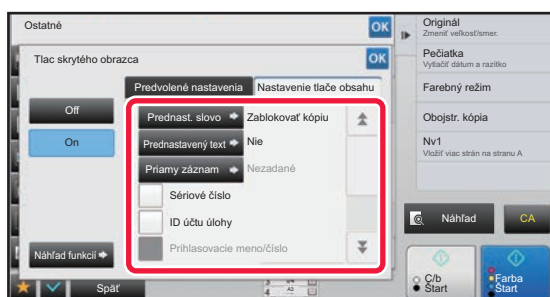 Ostatné
OK
Tlac skrytého obrazca
OK
Predvolené nastavenia
Nastavenie tlače obsahu
Off
On
Prednast. slovo
Zablokovať kópiu
Prednastavený text
Nie
Priamy záznam
Nezadané
Sériové číslo
ID účtu úlohy
Prihlasovacie meno/číslo
Náhľad funkcií
Späť
Originál
Zmeniť veľkosť/smer.
Pečiatka
Vytlačiť dátum a razítko
Farebný režim
Obojstr. kópia
Nv1
Vložiť viac strán na stranu A
Náhľad
CA
Č/b
Štart
Farba
Štart